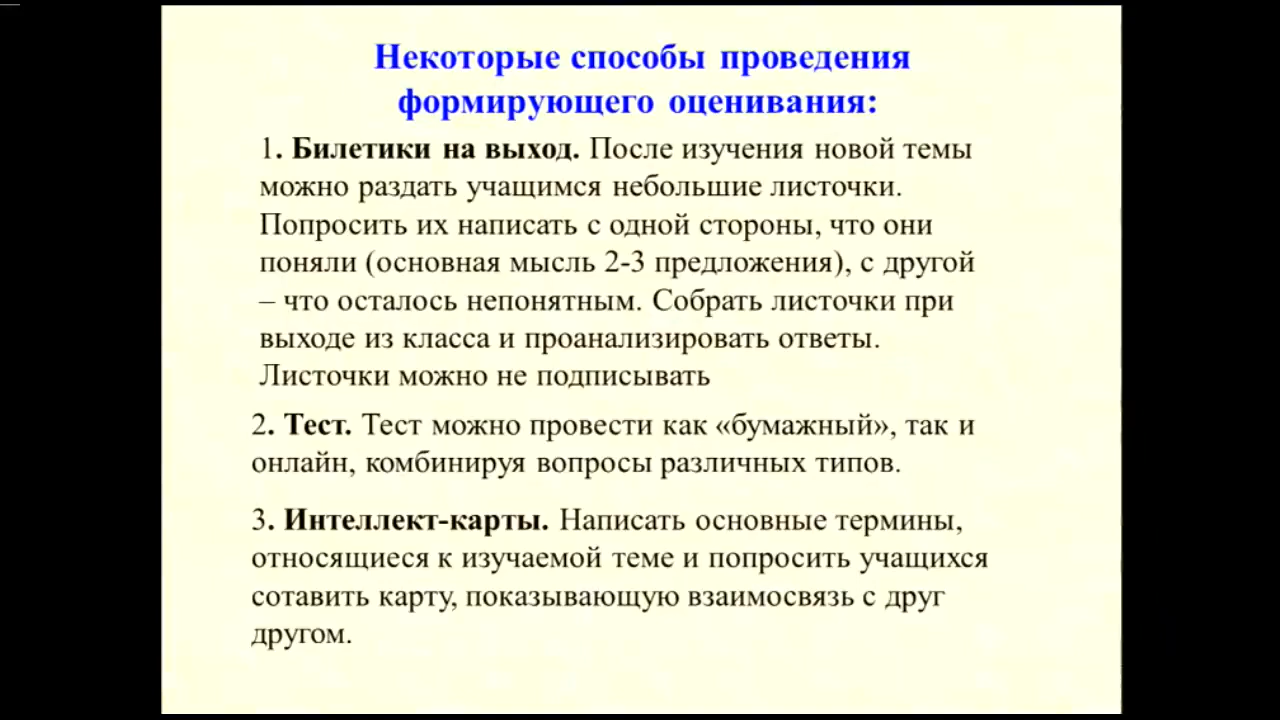 Некоторые способы проведения
формирующего оценивания:
1. Билетики на выход. После изучения новой темы
можно раздать учащимся небольшие листочки.
Попросить их написать с одной стороны, что они
поняли (основная мысль 2-3 предложения), с другой
– что осталось непонятным. Собрать листочки при
выходе из класса и проанализировать ответы.
Листочки можно не подписывать
2. Тест. Тест можно провести как «бумажный», так и
онлайн, комбинируя вопросы различных типов.
3. Интеллект-карты. Написать основные термины,
относящиеся к изучаемой теме и попросить учащихся
сотавить карту, показывающую взаимосвязь с друг
другом.